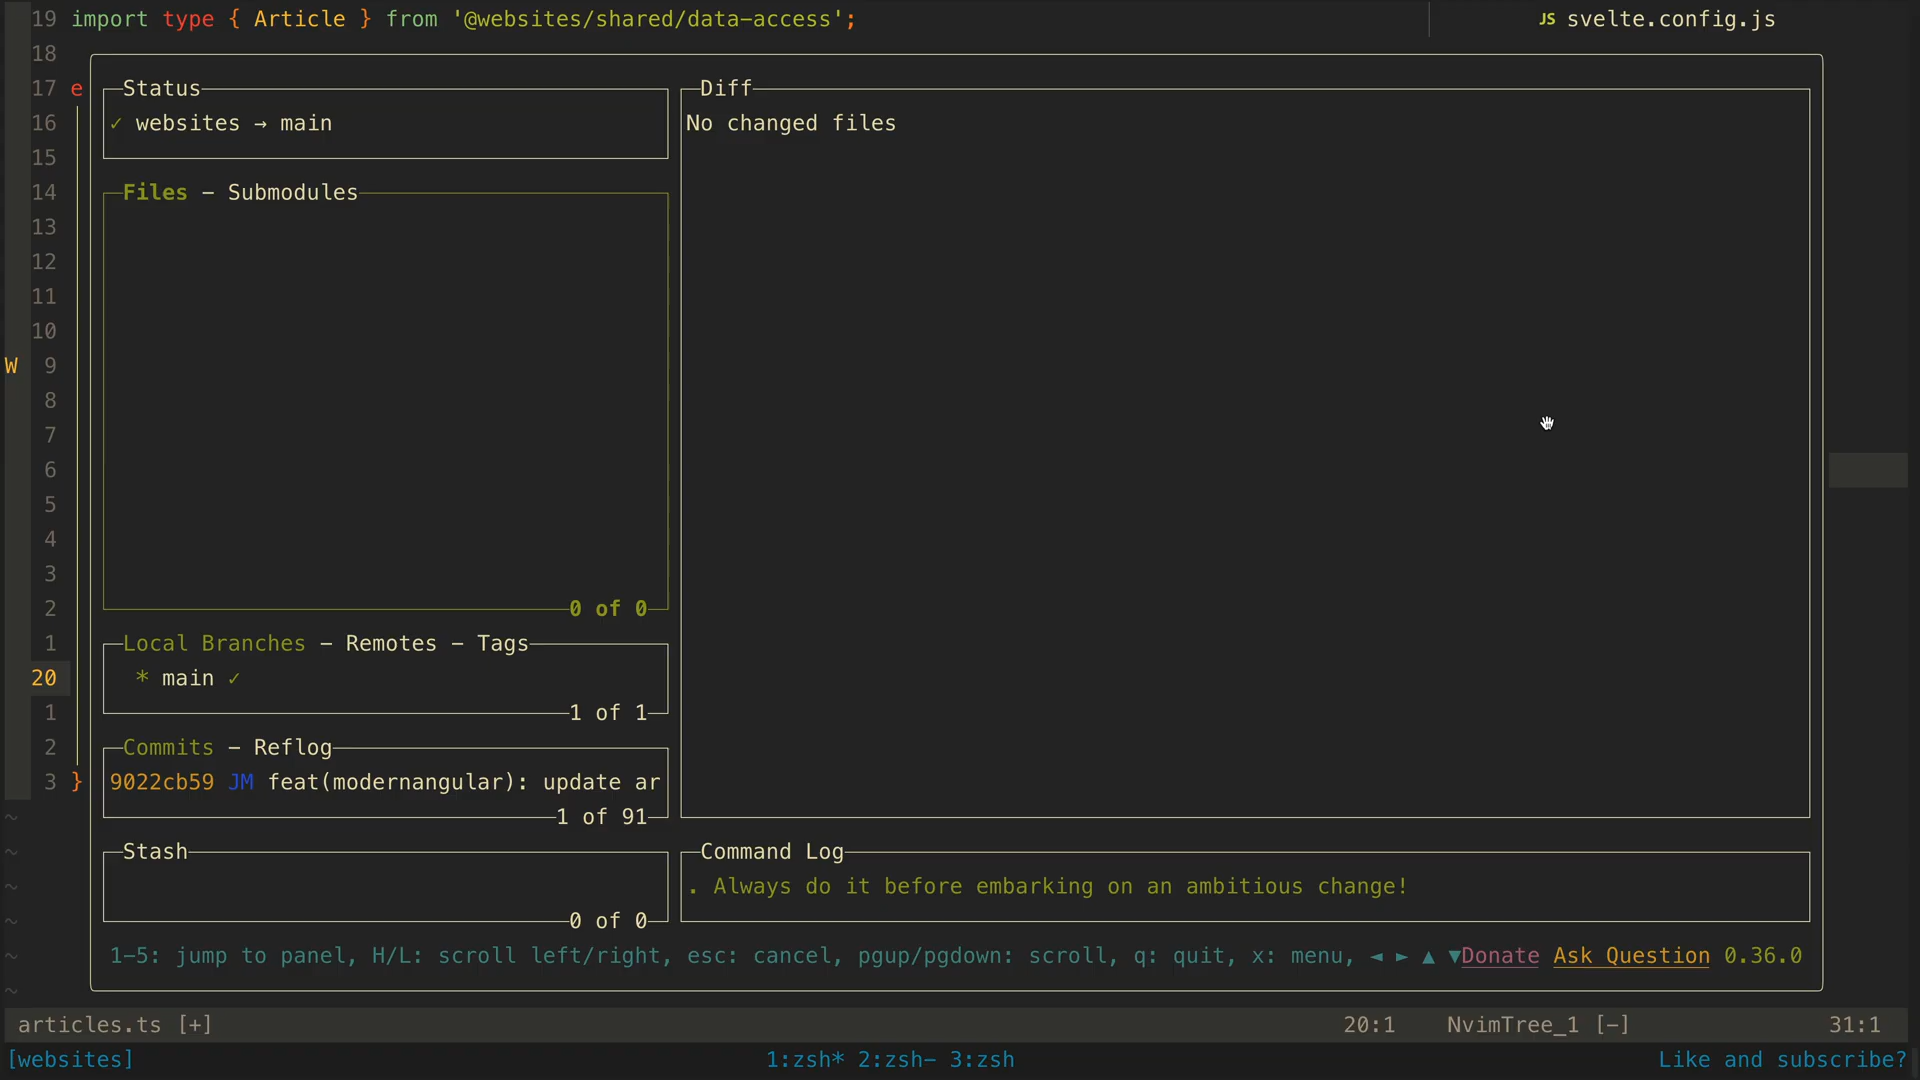 19 import type { Article } from '@websites/shared/data-access';
JS svelte.config.js
18
17 e
16
15
14
13
12
11
10
W 9
8
7
6
5
4
3
2
1
20
1
2
3 }
~
~
~
~
~
~
Status
✓ websites → main
Files - Submodules
0 of 0
Local Branches - Remotes - Tags
* main ✓
1 of 1
Commits - Reflog
9022cb59 JM feat(modernangular): update ar
1 of 91
Stash
0 of 0
Diff
No changed files
Command Log
. Always do it before embarking on an ambitious change!
1-5: jump to panel, H/L: scroll left/right, esc: cancel, pgup/pgdown: scroll, q: quit, x: menu, ◄ ► ▲ ▼Donate Ask Question 0.36.0
articles.ts [+] 20:1 NvimTree_1 [-] 31:1
[websites] 1:zsh* 2:zsh- 3:zsh Like and subscribe?